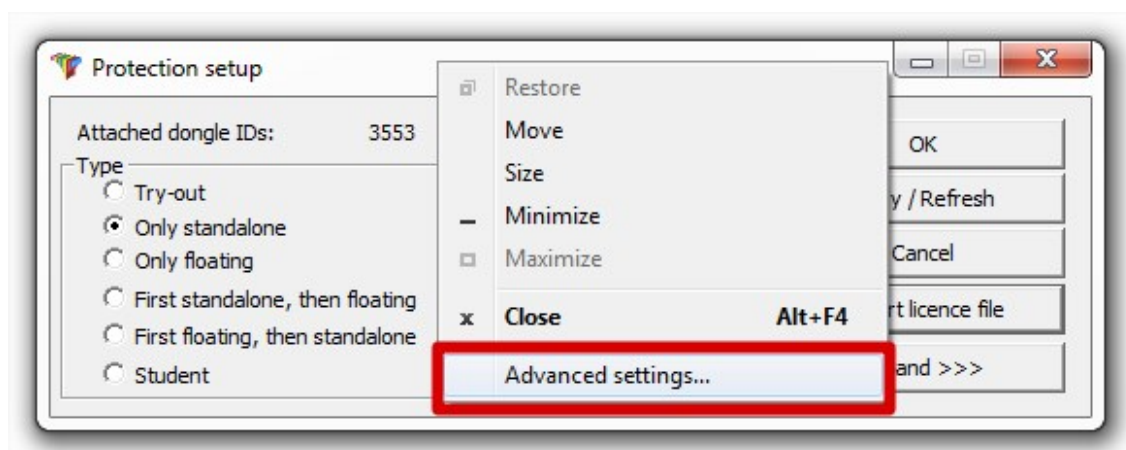 Protection setup
Attached dongle IDs: 3553
Type
Try-out
Only standalone
Only floating
First standalone, then floating
First floating, then standalone
Student
Restore
Move
Size
Minimize
Maximize
Close Alt+F4
Advanced settings...
OK
y / Refresh
Cancel
rt licence file
and >>>